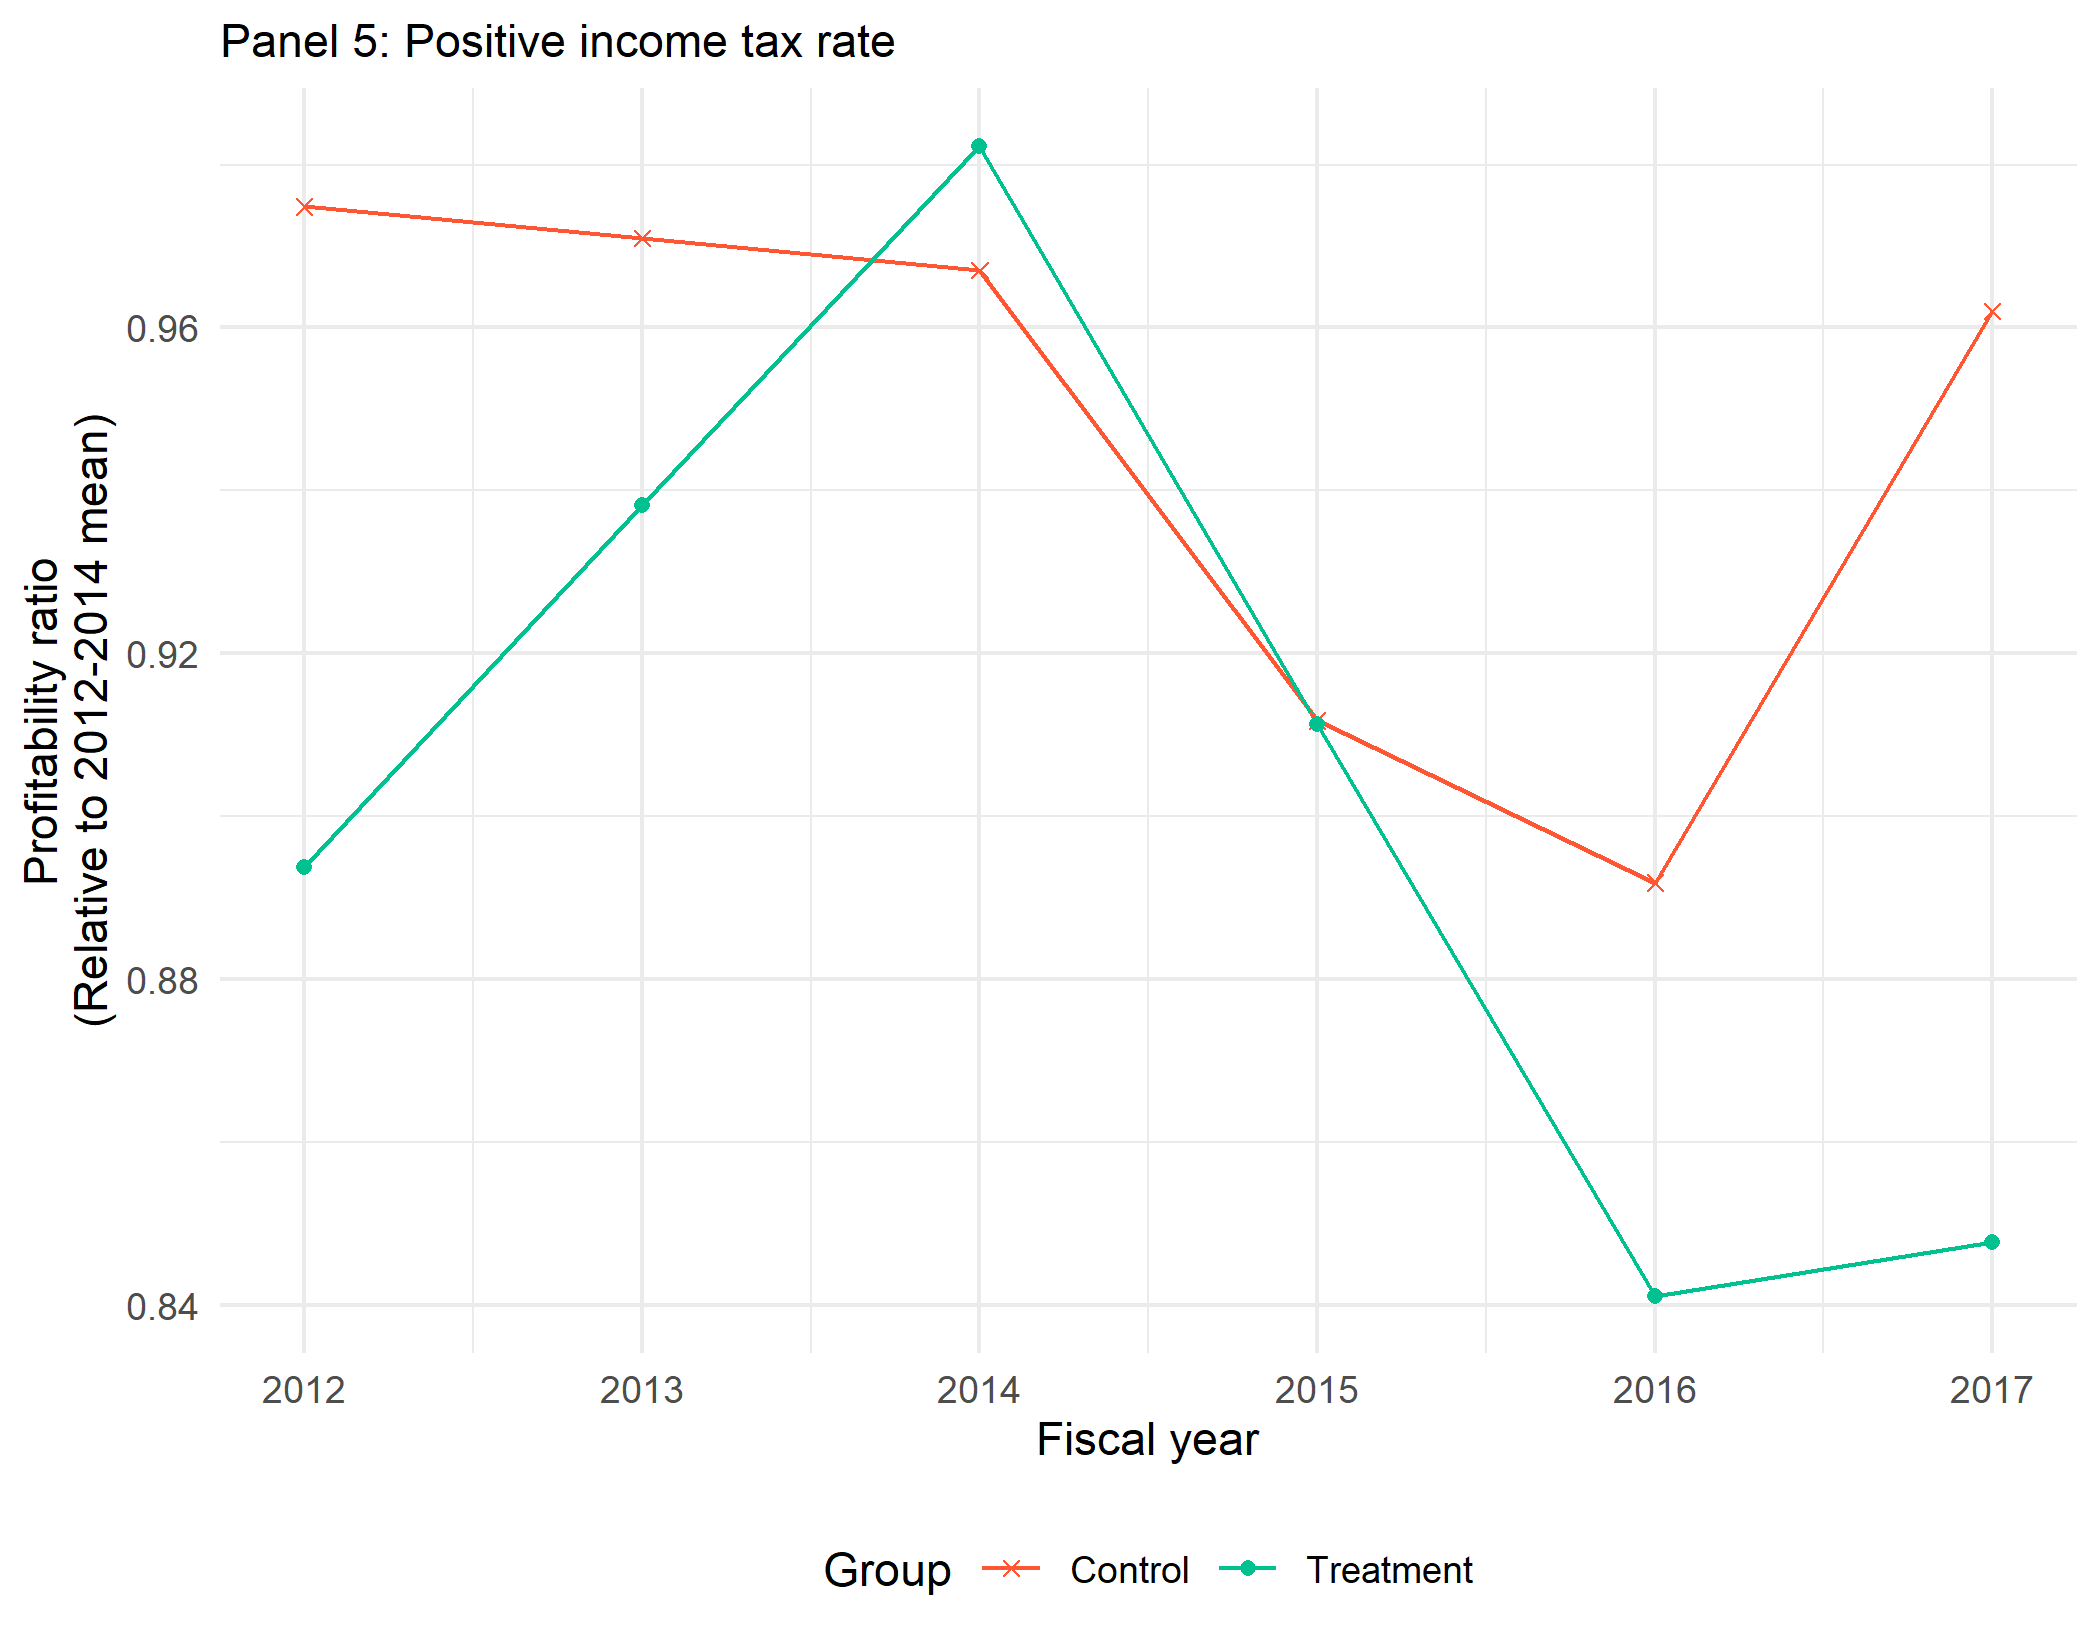 Panel 5: Positive income tax rate
Profitability ratio
(Relative to 2012-2014 mean)
0.96
0.92
0.88
0.84
2012 2013 2014 2015 2016 2017
Fiscal year
Group Control Treatment